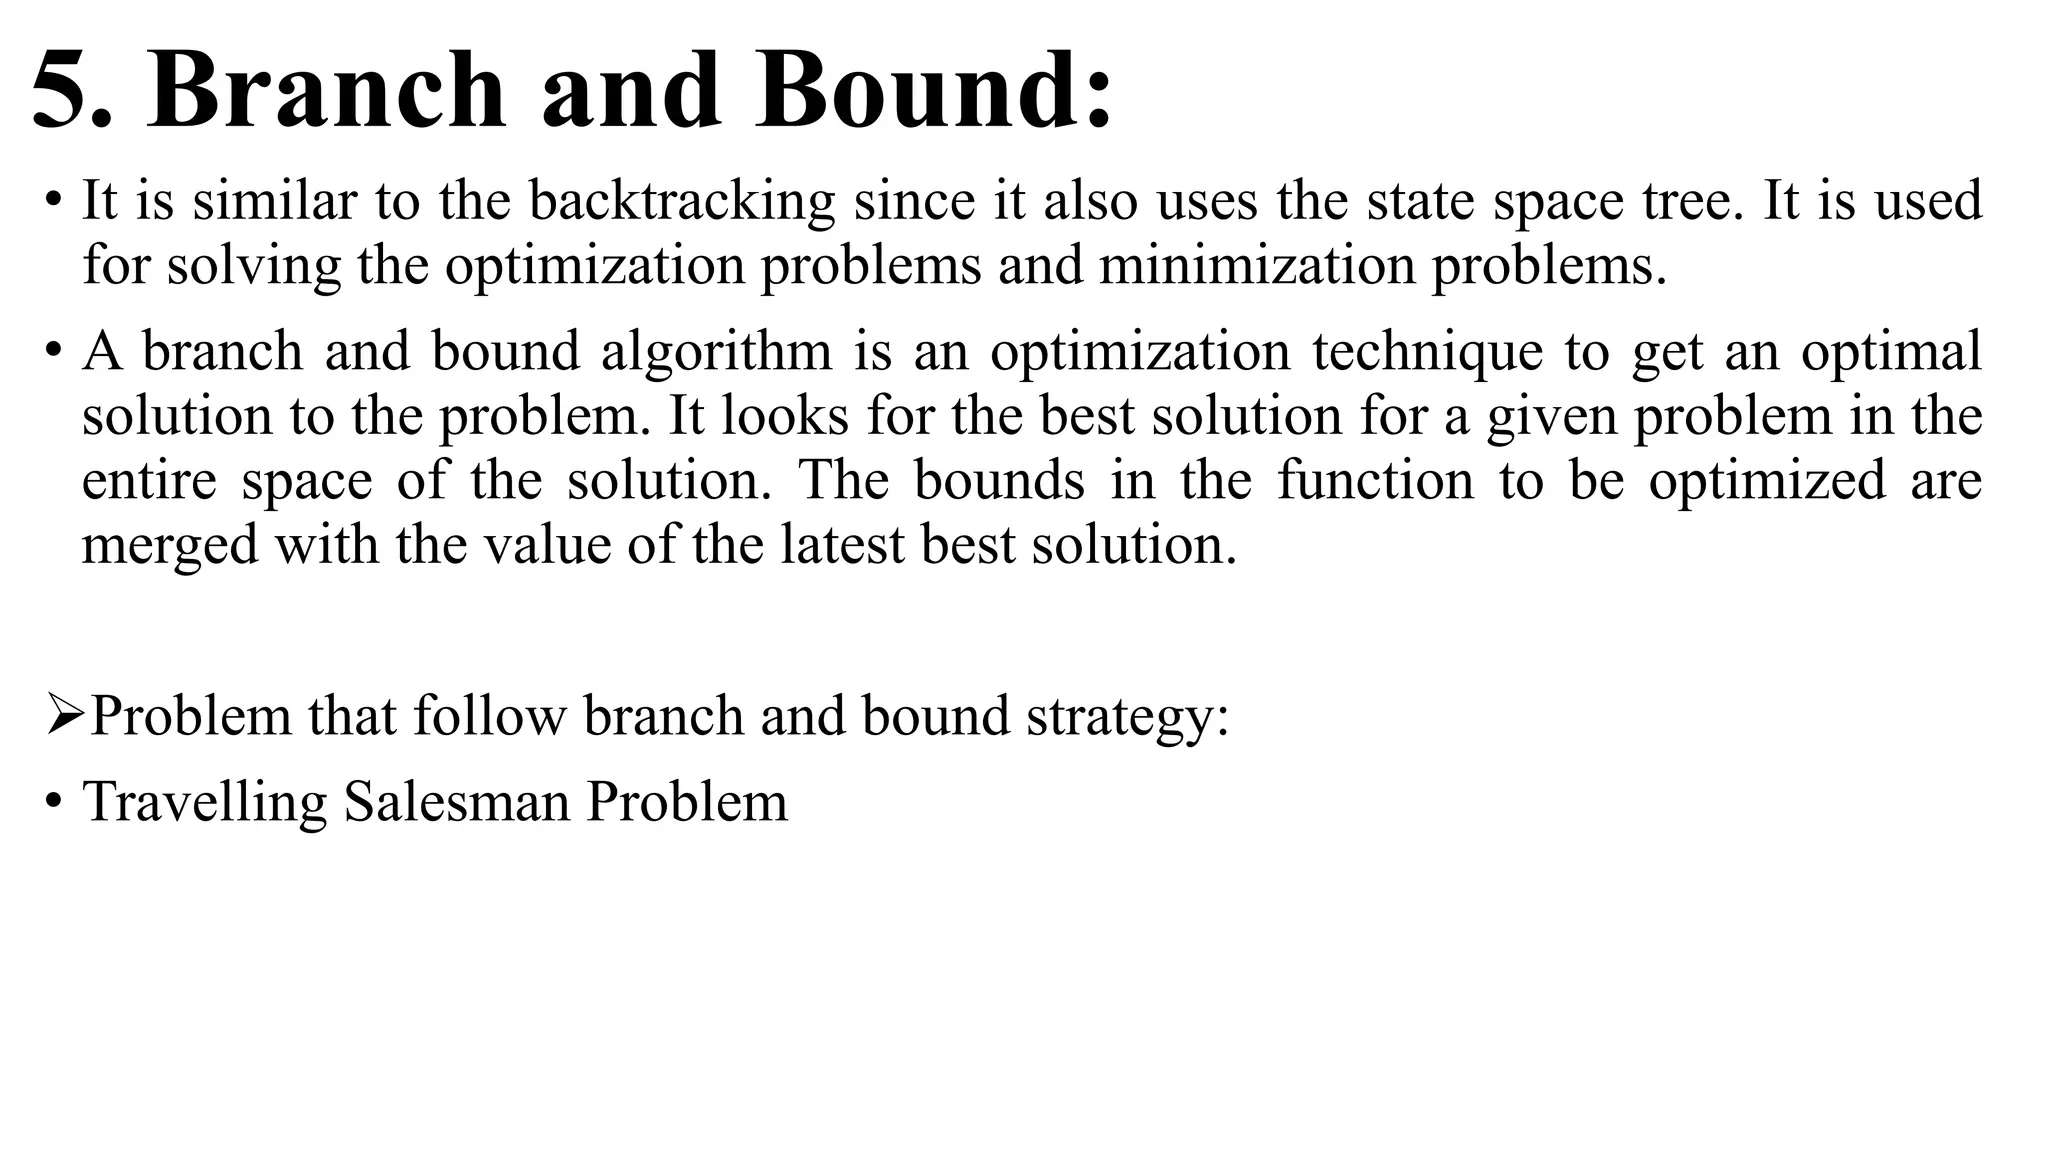 5. Branch and Bound:
• It is similar to the backtracking since it also uses the state space tree. It is used
for solving the optimization problems and minimization problems.
• A branch and bound algorithm is an optimization technique to get an optimal
solution to the problem. It looks for the best solution for a given problem in the
entire space of the solution. The bounds in the function to be optimized are
merged with the value of the latest best solution.
➢Problem that follow branch and bound strategy:
• Travelling Salesman Problem